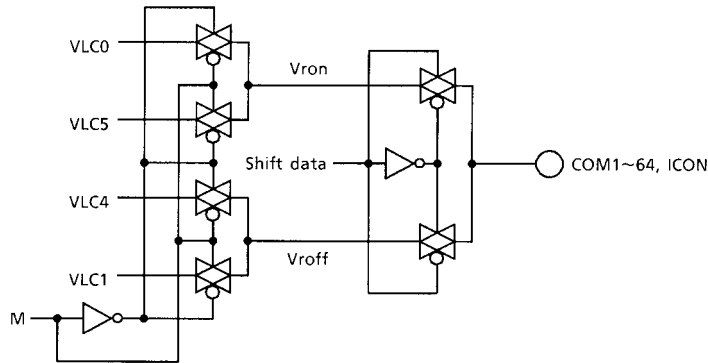 VLC0
Vron
VLC5
Shift data
COM1~64, ICON
VLC4
Vroff
VLC1
M